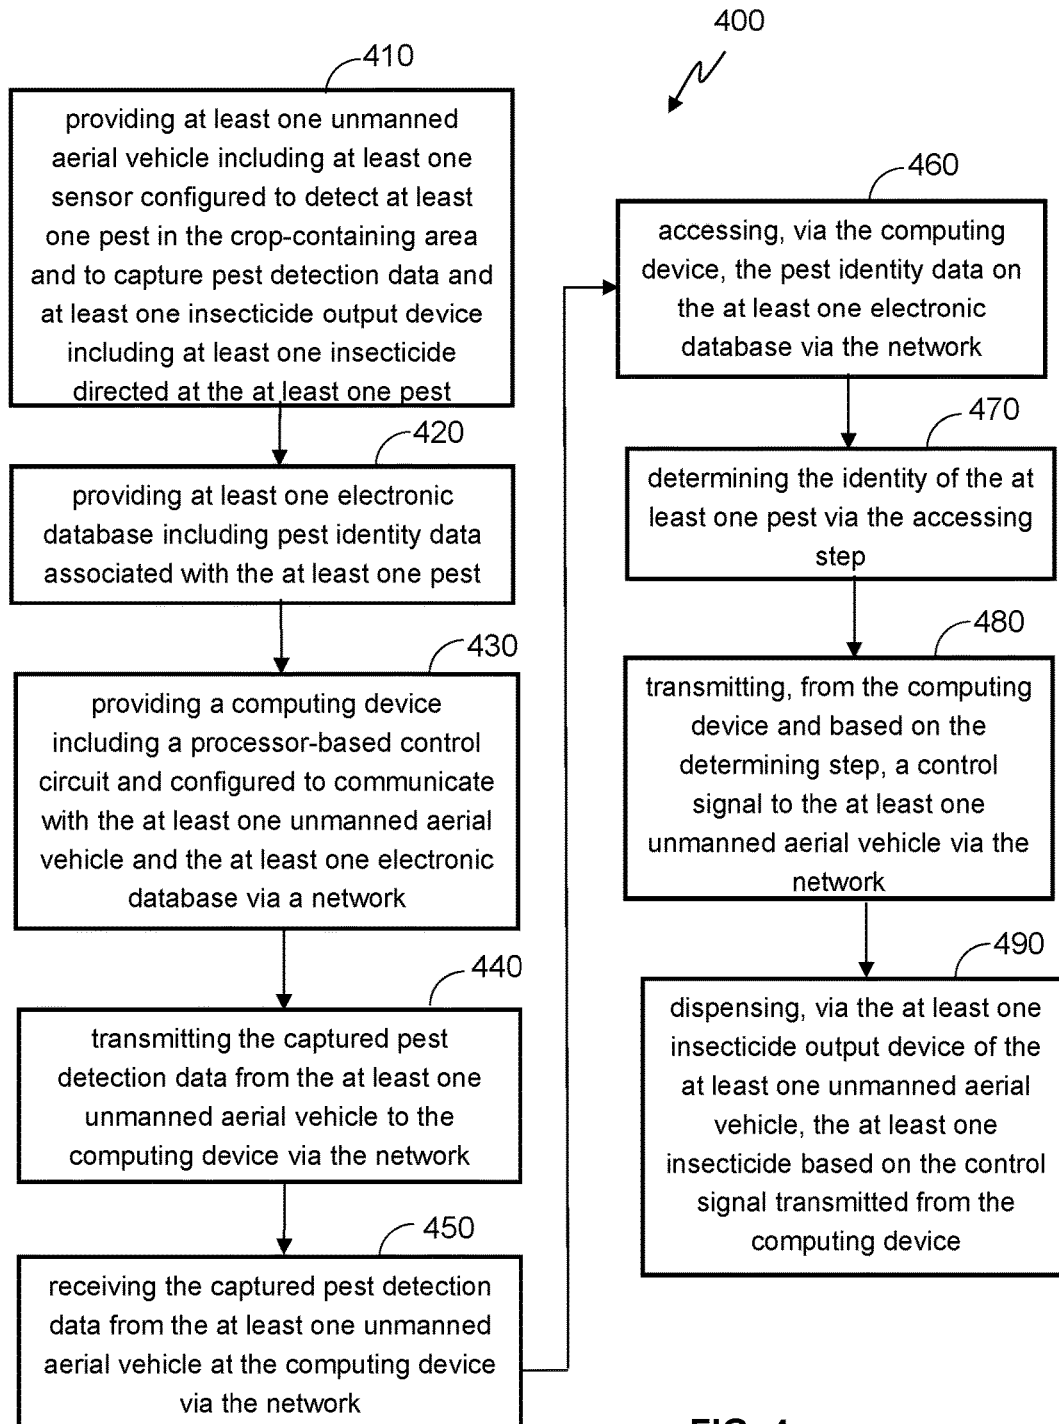 400
410
providing at least one unmanned
aerial vehicle including at least one
sensor configured to detect at least
one pest in the crop-containing area
and to capture pest detection data and
at least one insecticide output device
including at least one insecticide
directed at the at least one pest
420
providing at least one electronic
database including pest identity data
associated with the at least one pest
430
providing a computing device
including a processor-based control
circuit and configured to communicate
with the at least one unmanned aerial
vehicle and the at least one electronic
database via a network
440
transmitting the captured pest
detection data from the at least one
unmanned aerial vehicle to the
computing device via the network
450
receiving the captured pest detection
data from the at least one unmanned
aerial vehicle at the computing device
via the network
460
accessing, via the computing
device, the pest identity data on
the at least one electronic
database via the network
470
determining the identity of the at
least one pest via the accessing
step
480
transmitting, from the computing
device and based on the
determining step, a control
signal to the at least one
unmanned aerial vehicle via the
network
490
dispensing, via the at least one
insecticide output device of the
at least one unmanned aerial
vehicle, the at least one
insecticide based on the control
signal transmitted from the
computing device